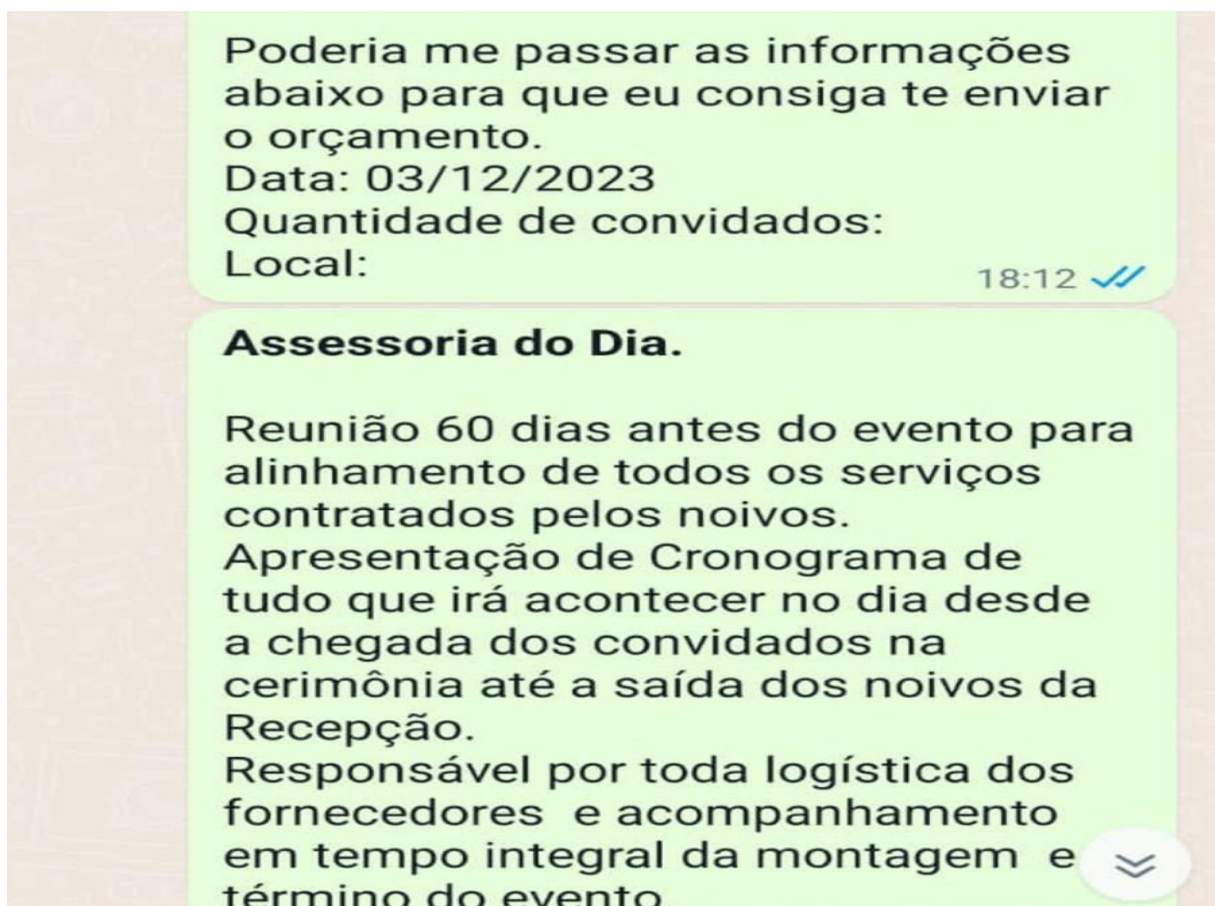 Poderia me passar as informações
abaixo para que eu consiga te enviar
o orçamento.
Data: 03/12/2023
Quantidade de convidados:
Local:
18:12
Assessoria do Dia.
Reunião 60 dias antes do evento para
alinhamento de todos os serviços
contratados pelos noivos.
Apresentação de Cronograma de
tudo que irá acontecer no dia desde
a chegada dos convidados na
cerimônia até a saída dos noivos da
Recepção.
Responsável por toda logística dos
fornecedores  e acompanhamento
em tempo integral da montagem  e
término do evento.